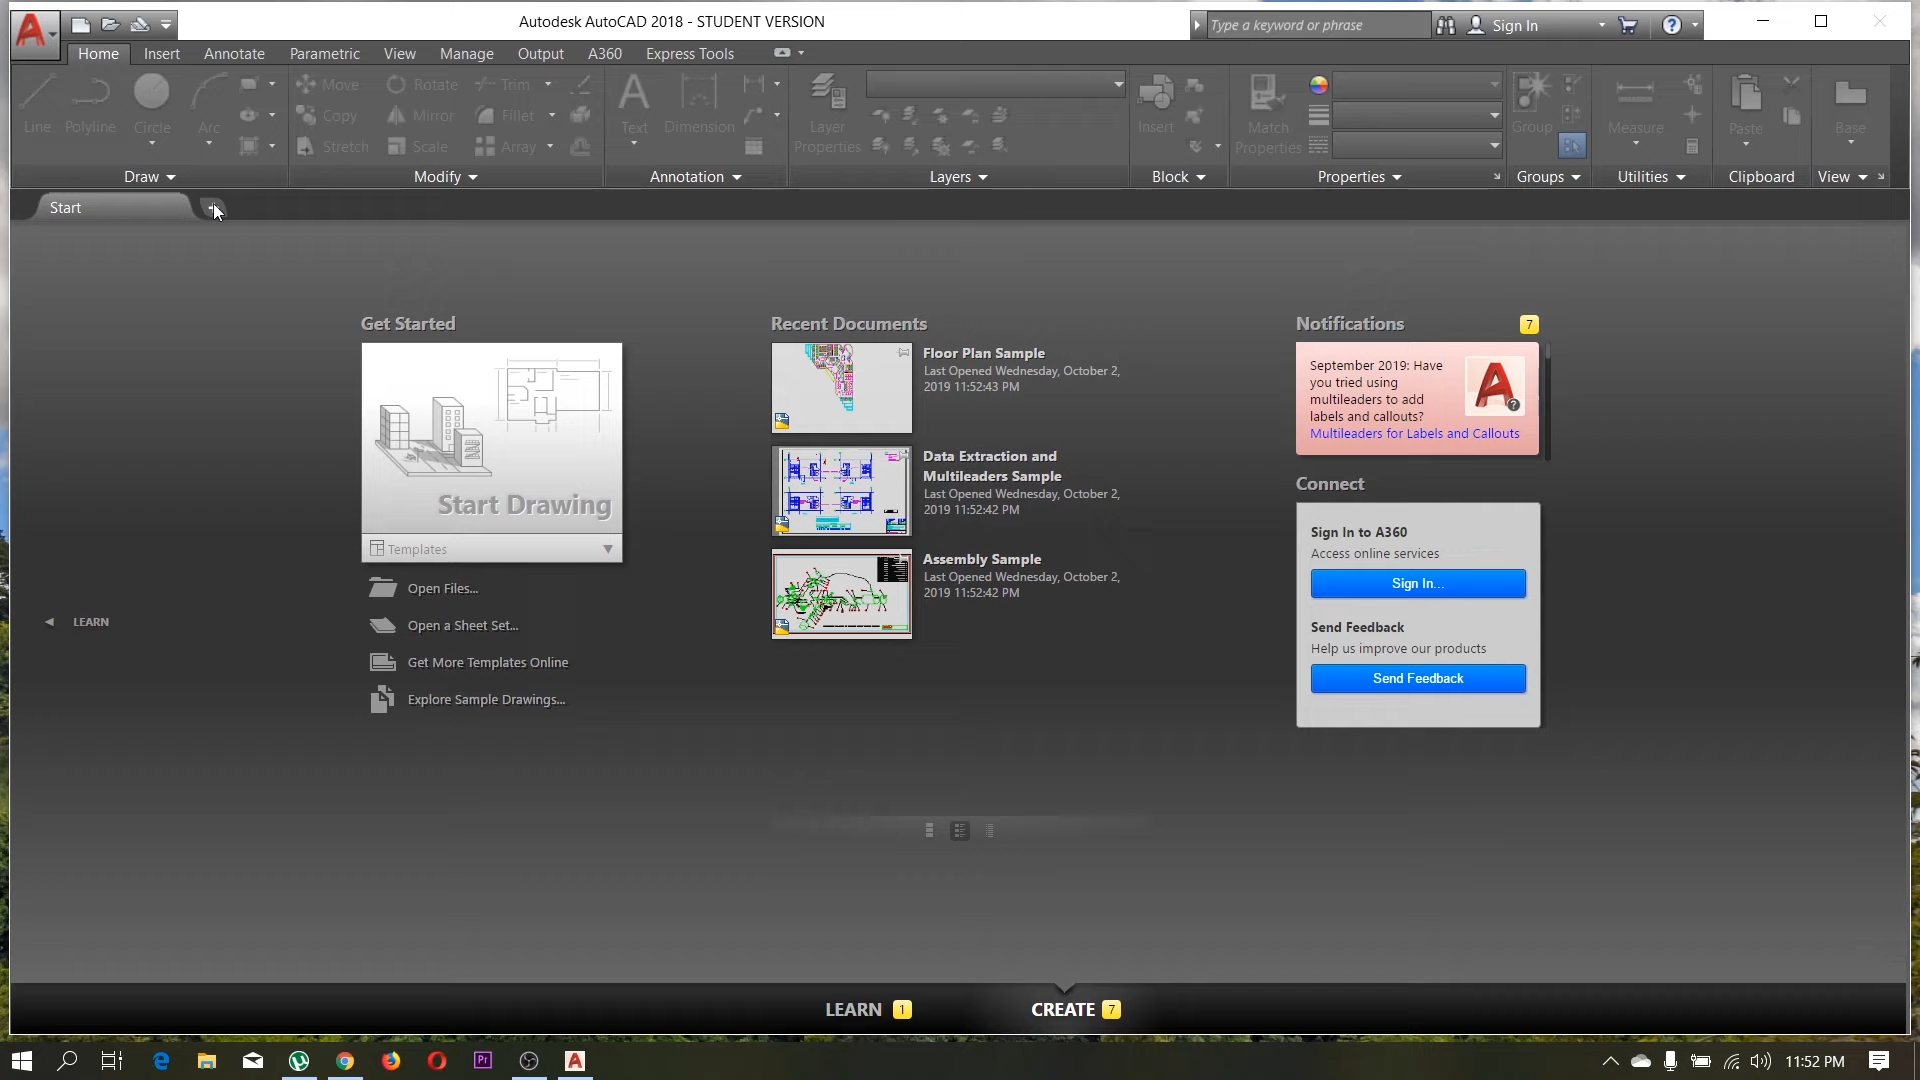 Autodesk AutoCAD 2018 - STUDENT VERSION
Type a keyword or phrase
Sign In
Home Insert Annotate Parametric View Manage Output A360 Express Tools
Line Polyline Circle Arc
Move Rotate Trim
Copy Mirror Fillet
Stretch Scale Array
Text Dimension
Layer
Properties
Insert
Match
Properties
Group
Measure
Paste
Base
Draw Modify Annotation Layers Block Properties Groups Utilities Clipboard View
Start
Get Started
Start Drawing
Templates
Open Files...
Open a Sheet Set...
Get More Templates Online
Explore Sample Drawings...
LEARN
Recent Documents
Floor Plan Sample
Last Opened Wednesday, October 2,
2019 11:52:43 PM
Data Extraction and
Multileaders Sample
Last Opened Wednesday, October 2,
2019 11:52:42 PM
Assembly Sample
Last Opened Wednesday, October 2,
2019 11:52:42 PM
Notifications 7
September 2019: Have
you tried using
multileaders to add
labels and callouts?
Multileaders for Labels and Callouts
Connect
Sign In to A360
Access online services
Sign In...
Send Feedback
Help us improve our products
Send Feedback
LEARN 1 CREATE 7
Pr
11:52 PM